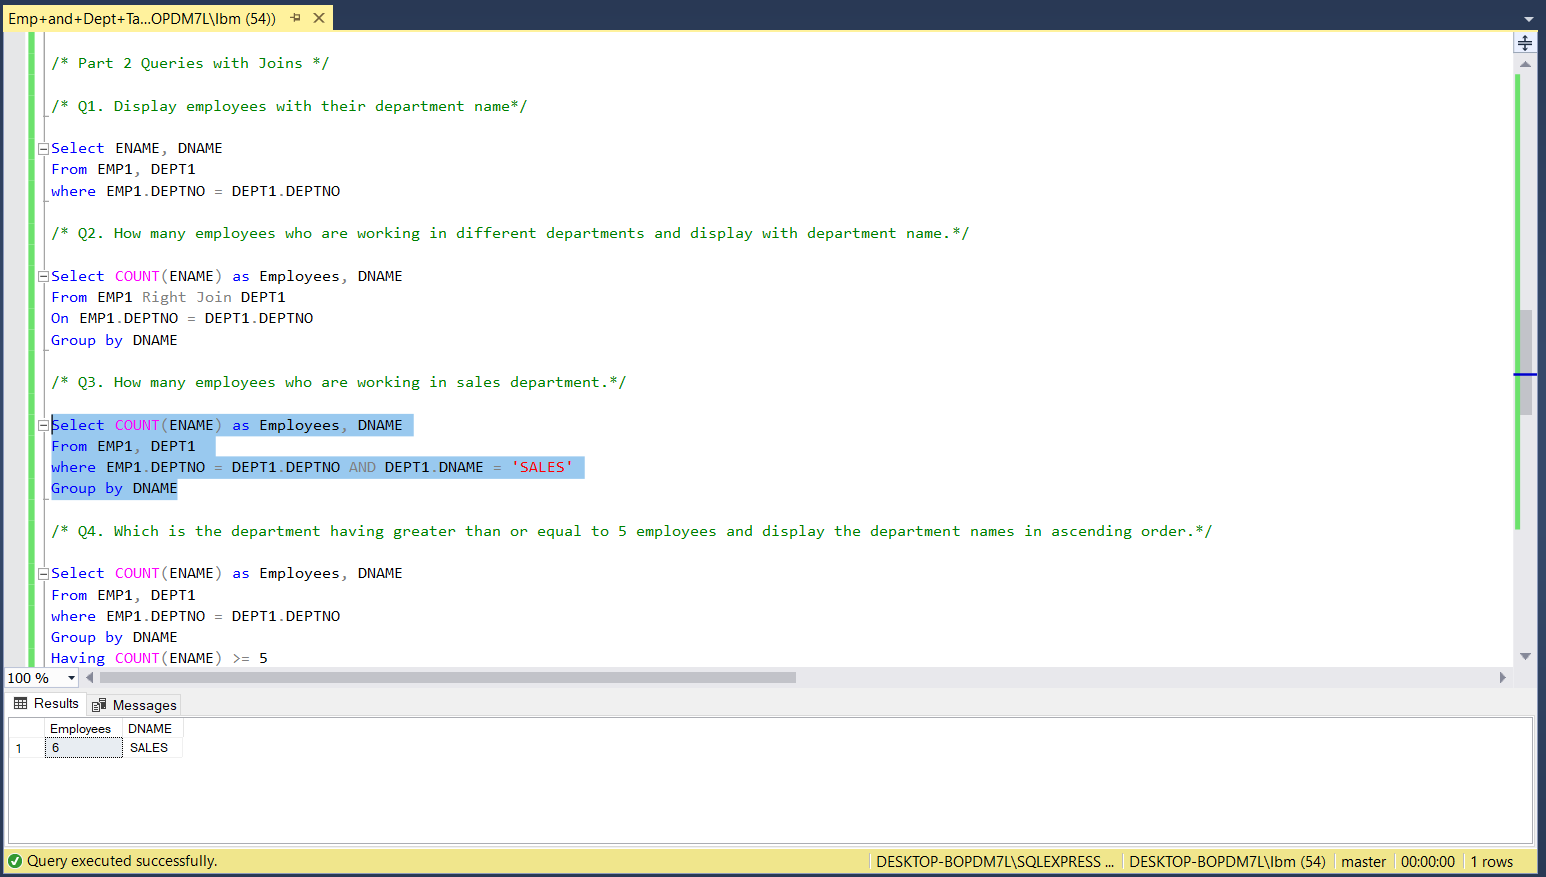 Emp+and+Dept+Ta...OPDM7L\Ibm (54))
/* Part 2 Queries with Joins */
/* Q1. Display employees with their department name*/
Select ENAME, DNAME
From EMP1, DEPT1
where EMP1.DEPTNO = DEPT1.DEPTNO
/* Q2. How many employees who are working in different departments and display with department name.*/
Select COUNT(ENAME) as Employees, DNAME
From EMP1 Right Join DEPT1
On EMP1.DEPTNO = DEPT1.DEPTNO
Group by DNAME
/* Q3. How many employees who are working in sales department.*/
Select COUNT(ENAME) as Employees, DNAME
From EMP1, DEPT1
where EMP1.DEPTNO = DEPT1.DEPTNO AND DEPT1.DNAME = 'SALES'
Group by DNAME
/* Q4. Which is the department having greater than or equal to 5 employees and display the department names in ascending order.*/
Select COUNT(ENAME) as Employees, DNAME
From EMP1, DEPT1
where EMP1.DEPTNO = DEPT1.DEPTNO
Group by DNAME
Having COUNT(ENAME) >= 5
100 %
Results Messages
Employees DNAME
1 6 SALES
Query executed successfully. DESKTOP-BOPDM7L\SQLEXPRESS ... DESKTOP-BOPDM7L\Ibm (54) master 00:00:00 1 rows